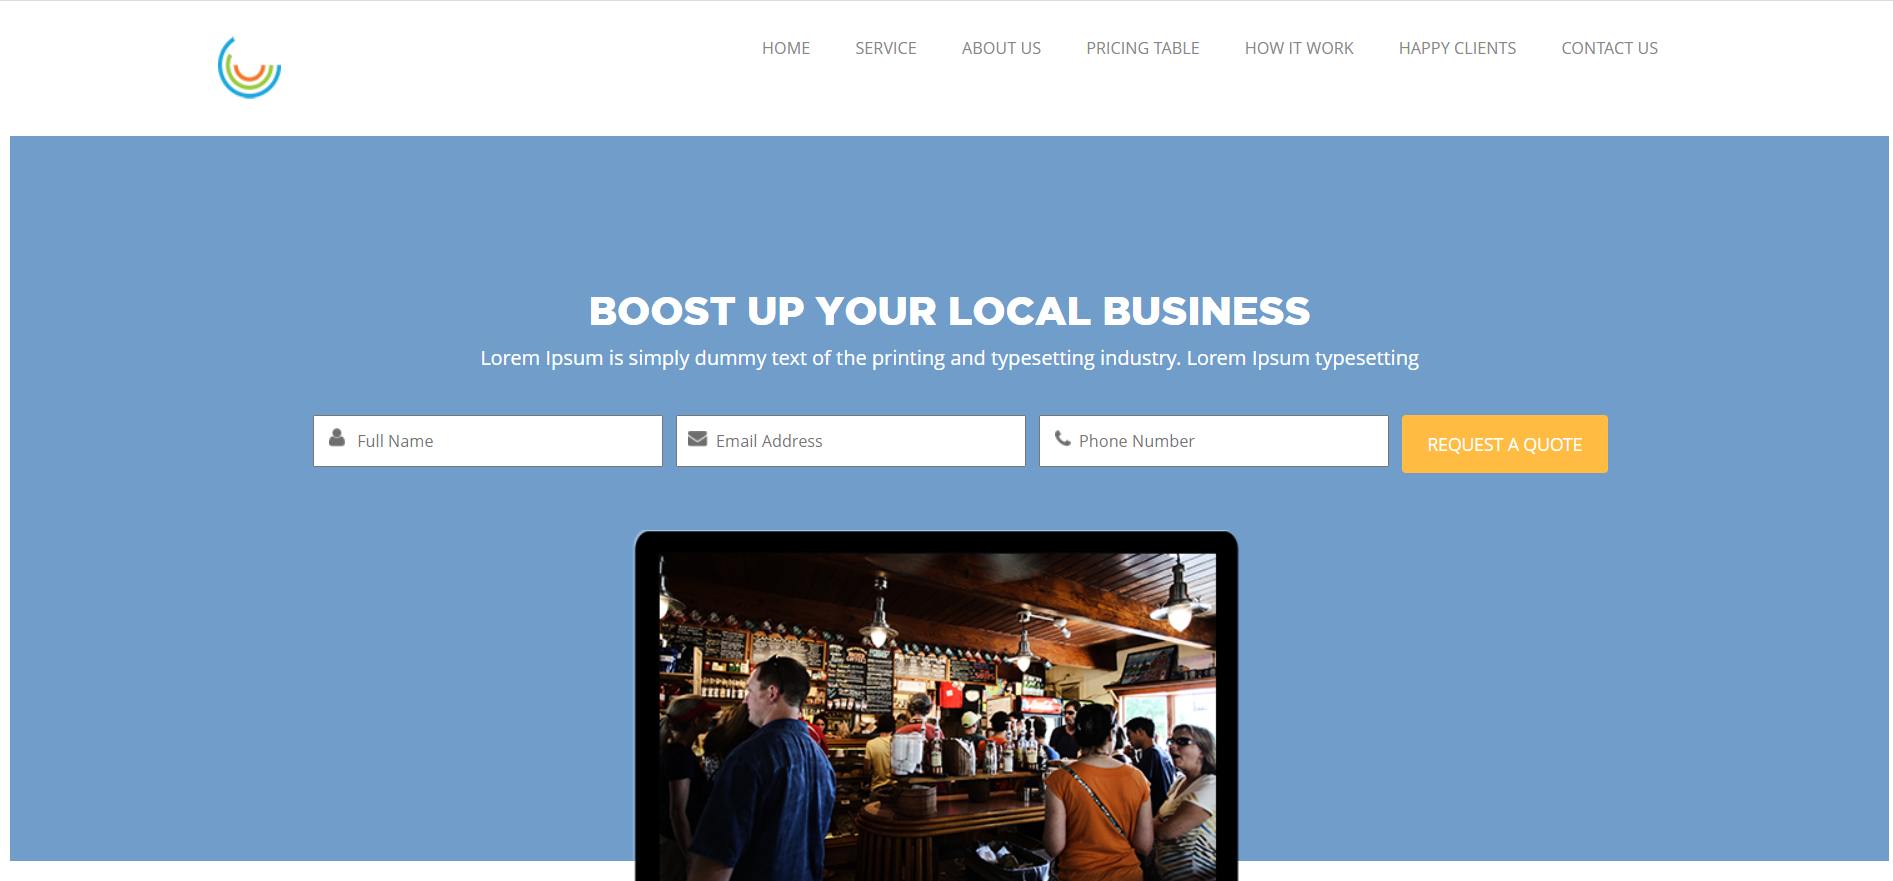 HOME SERVICE ABOUT US PRICING TABLE HOW IT WORK HAPPY CLIENTS CONTACT US
BOOST UP YOUR LOCAL BUSINESS
Lorem Ipsum is simply dummy text of the printing and typesetting industry. Lorem Ipsum typesetting
Full Name Email Address Phone Number REQUEST A QUOTE